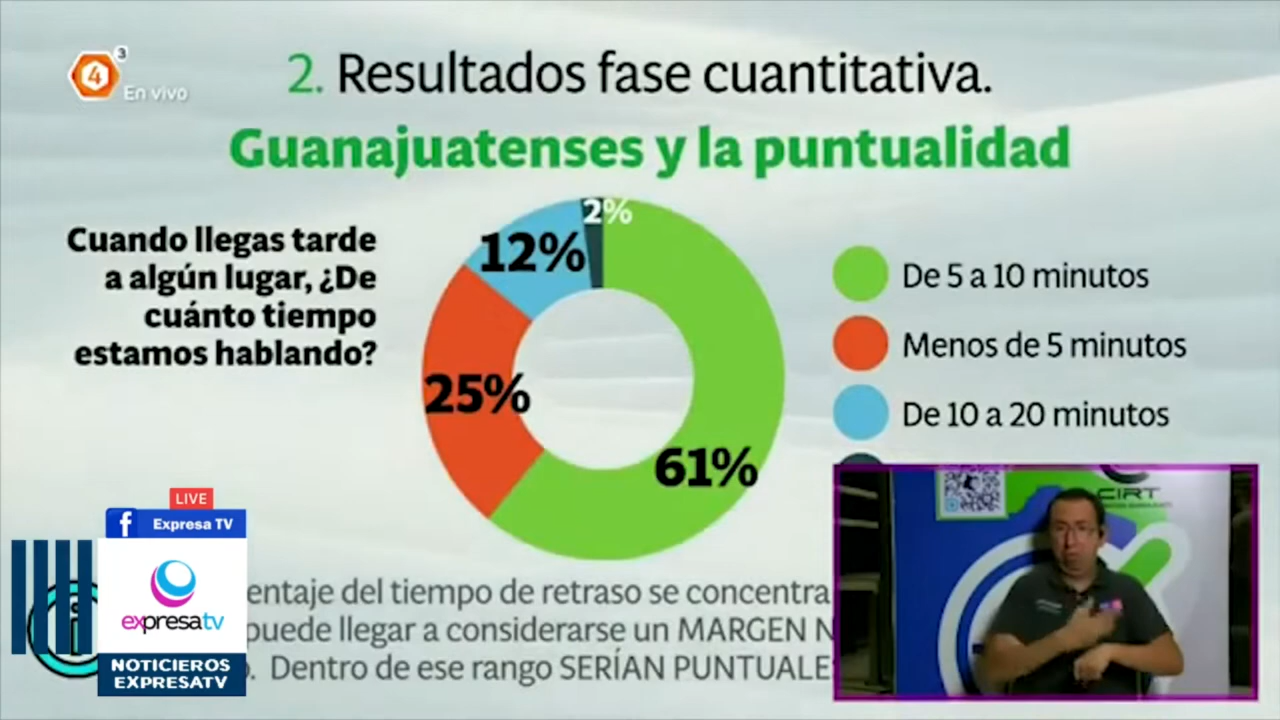 4
3
En vivo
2. Resultados fase cuantitativa.
Guanajuatenses y la puntualidad
Cuando llegas tarde
a algún lugar, ¿De
cuánto tiempo
estamos hablando?
2%
12%
25%
61%
De 5 a 10 minutos
Menos de 5 minutos
De 10 a 20 minutos
entaje del tiempo de retraso se concentra
puede llegar a considerarse un MARGEN N
o. Dentro de ese rango SERÍAN PUNTUALE
LIVE
f Expresa TV
expresatv
NOTICIEROS
EXPRESATV
CIRT